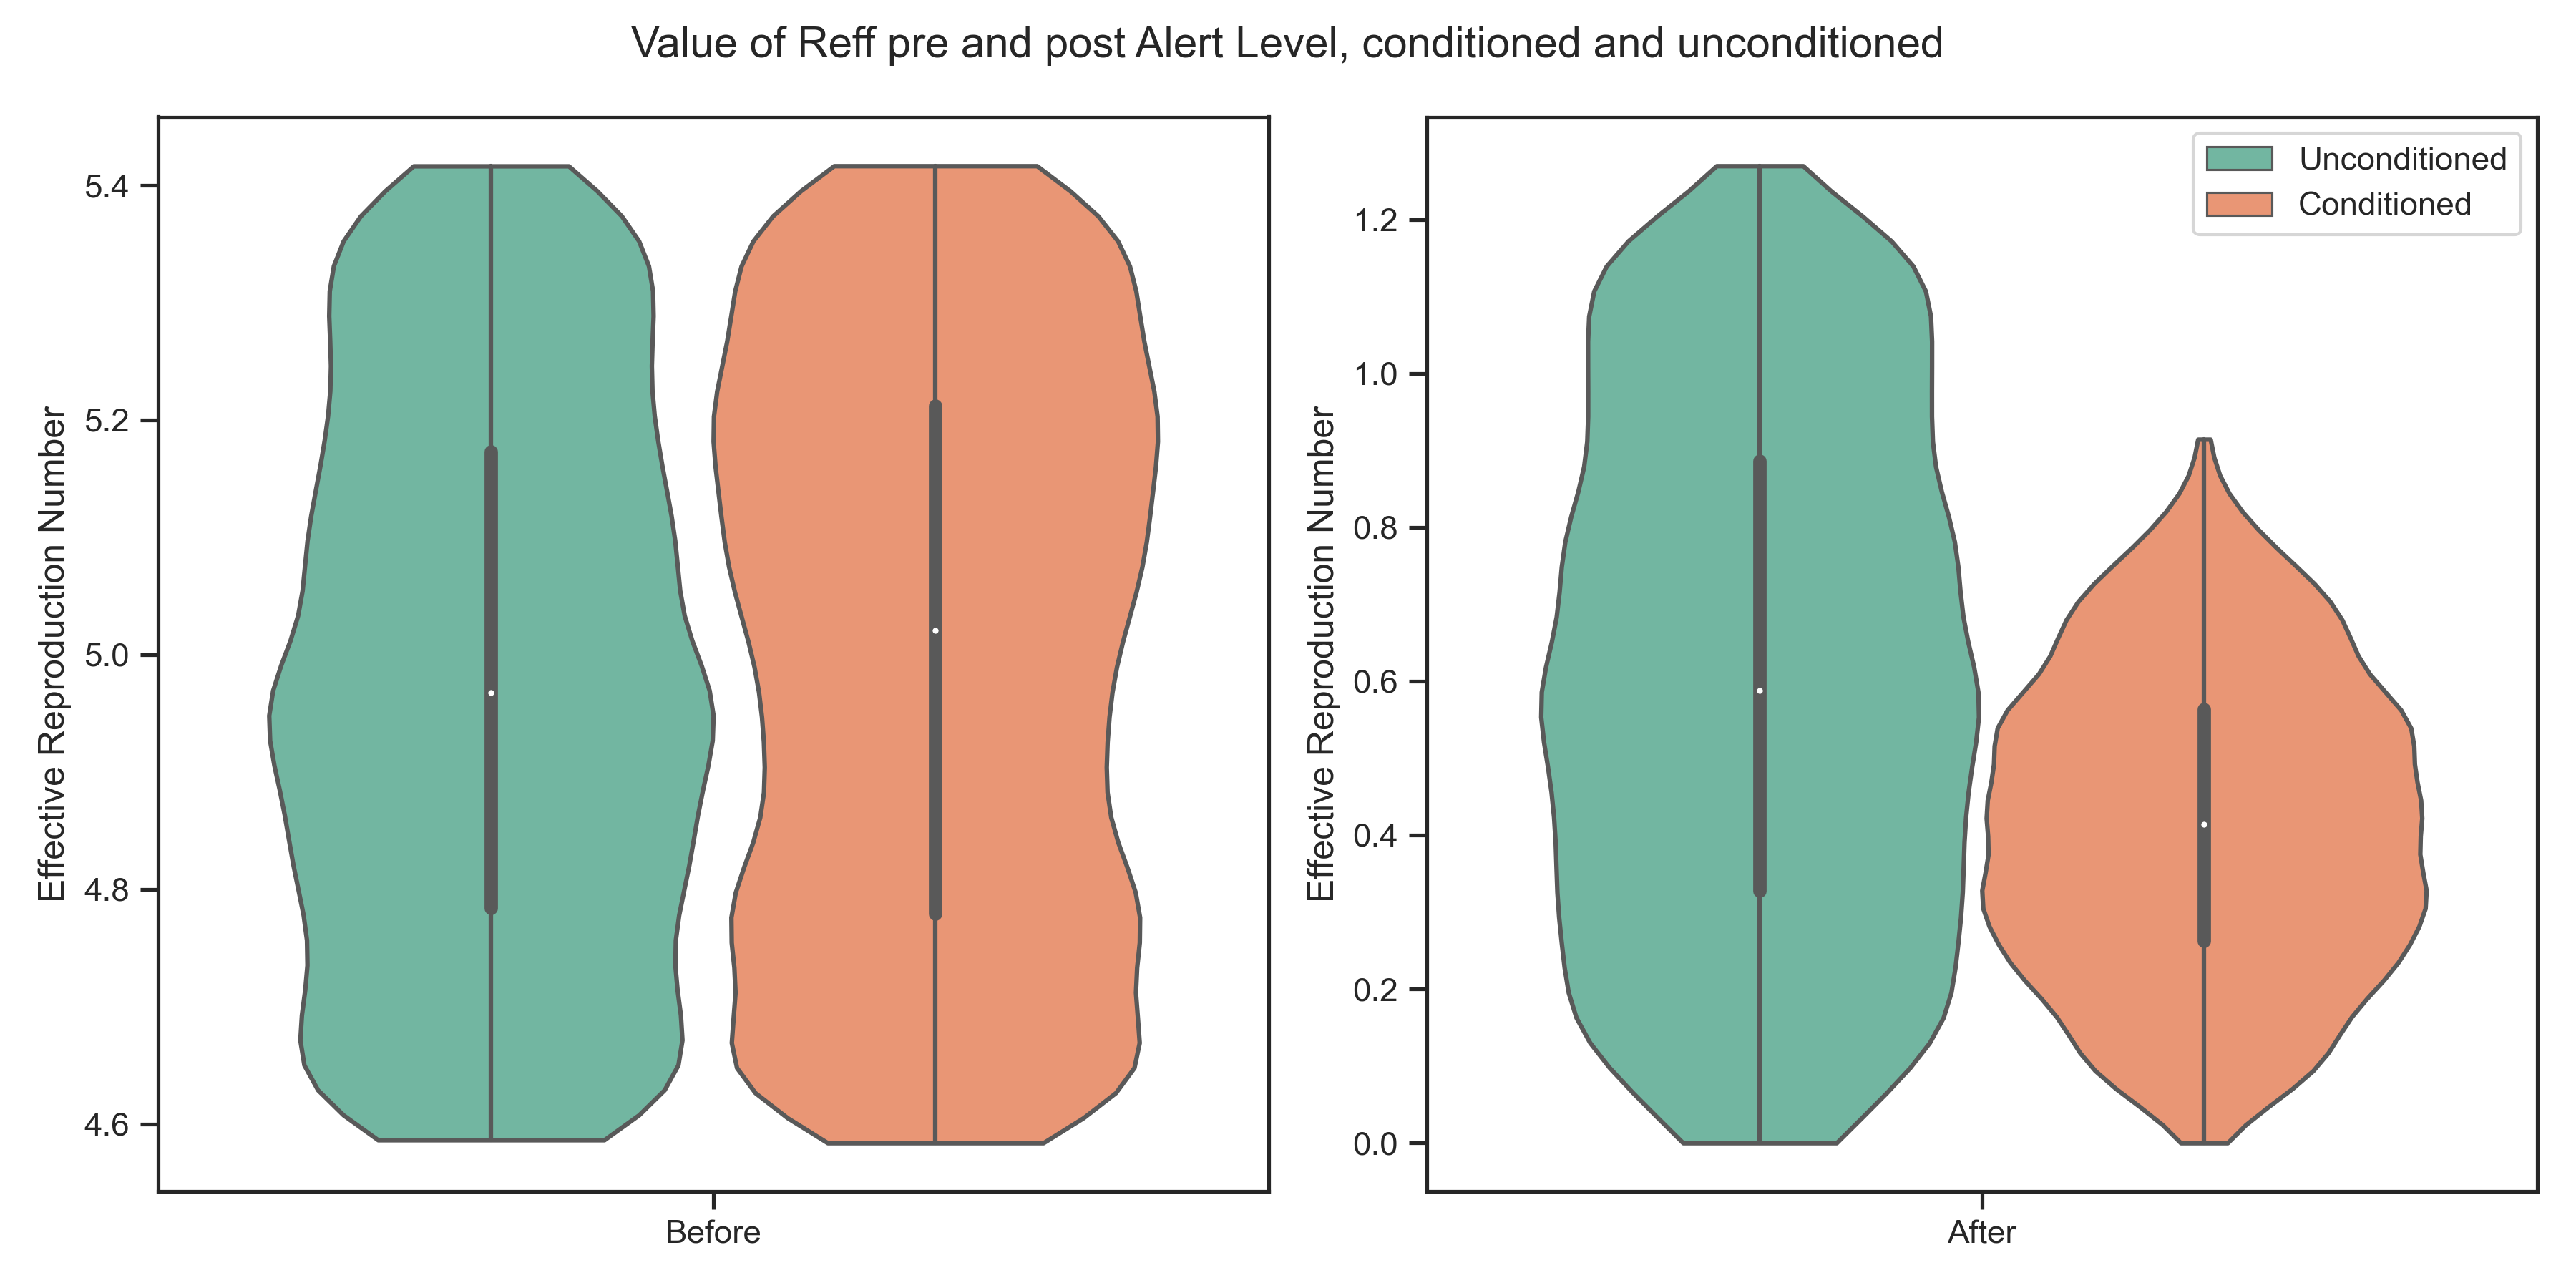 Value of Reff pre and post Alert Level, conditioned and unconditioned
Effective Reproduction Number
5.4
5.2
5.0
4.8
4.6
Before
Effective Reproduction Number
1.2
1.0
0.8
0.6
0.4
0.2
0.0
After
Unconditioned
Conditioned